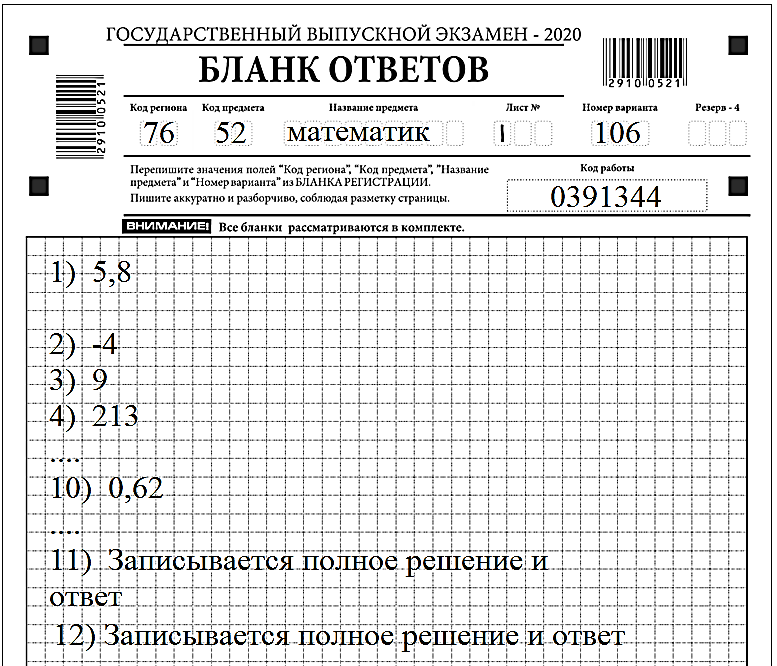 ГОСУДАРСТВЕННЫЙ ВЫПУСКНОЙ ЭКЗАМЕН - 2020
БЛАНК ОТВЕТОВ
2910 0521
2910 0521
Код региона Код предмета Название предмета Лист № Номер варианта Резерв - 4
76 52 математик 1 106
Перепишите значения полей "Код региона", "Код предмета", "Название
предмета" и "Номер варианта" из БЛАНКА РЕГИСТРАЦИИ.
Пишите аккуратно и разборчиво, соблюдая разметку страницы.
Код работы
0391344
ВНИМАНИЕ! Все бланки рассматриваются в комплекте.
1) 5,8
2) -4
3) 9
4) 213
....
10) 0,62
....
11) Записывается полное решение и
ответ
12) Записывается полное решение и ответ